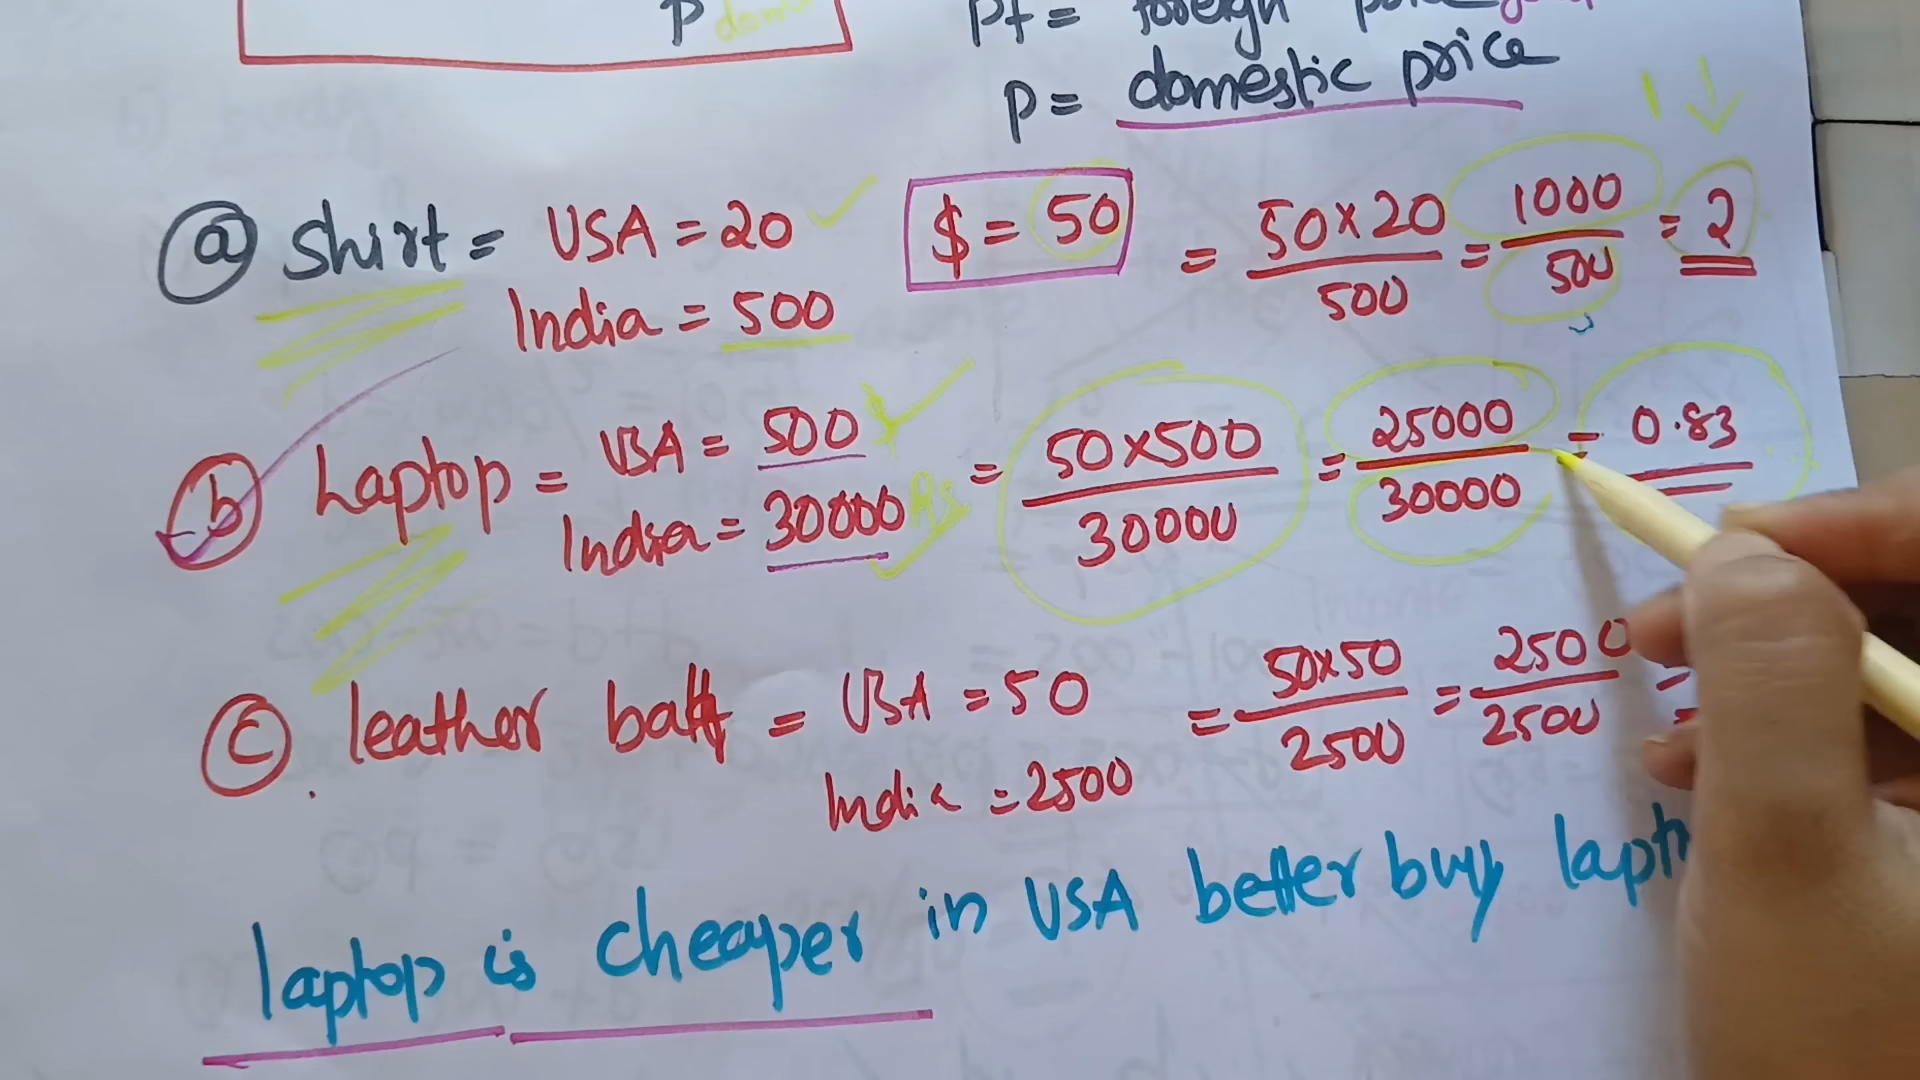 P dom
Pf = foreign
P = domestic price
1 ↓
ⓐ Shirt = USA = 20 ✓ $ = 50 = 50×20/500 = 1000/500 = 2
India = 500
ⓑ Laptop = USA = 500 $ ✓ = 50×500/30000 = 25000/30000 = 0.83
India = 30000 Rs
ⓒ leather = USA = 50 = 50×50/2500 = 2500/2500 =
India = 2500
laptop is cheaper in USA better buy